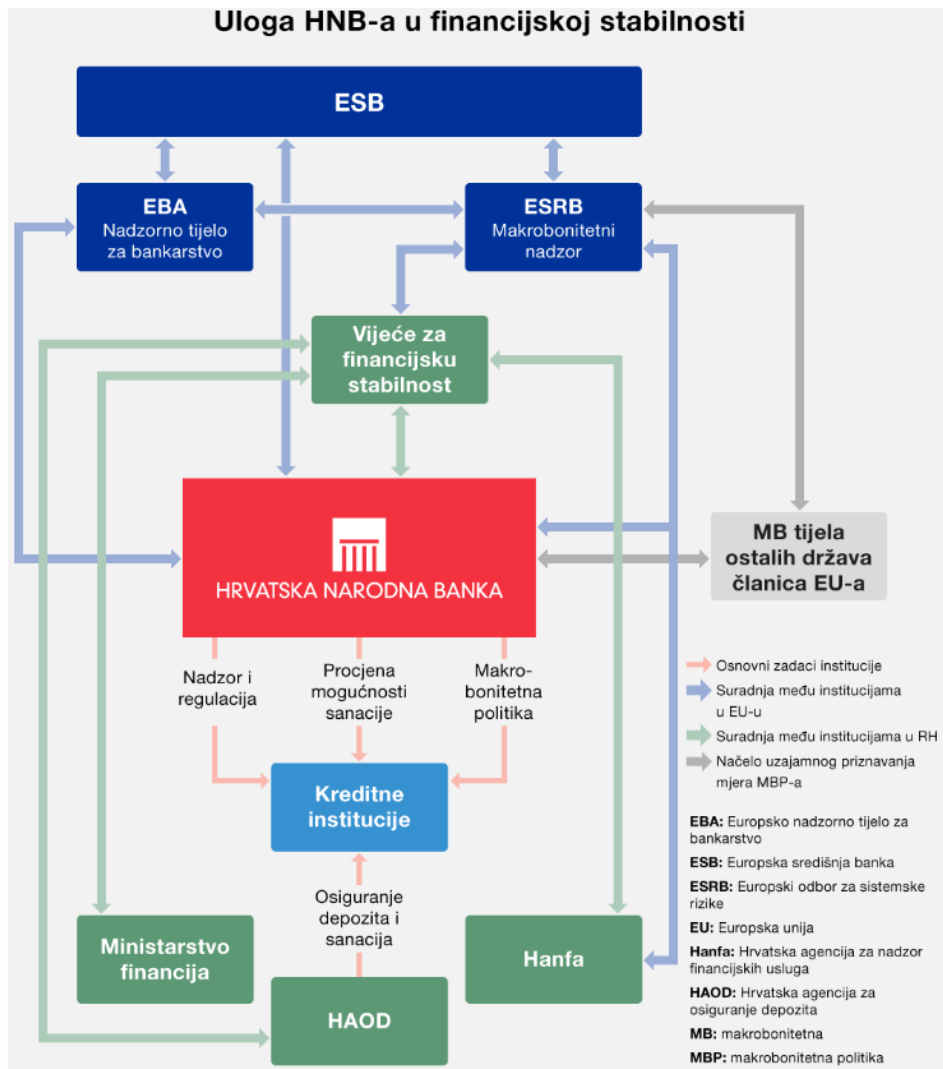 Uloga HNB-a u financijskoj stabilnosti
ESB
EBA
Nadzorno tijelo
za bankarstvo
ESRB
Makrobonitetni
nadzor
Vijeće za
financijsku
stabilnost
HRVATSKA NARODNA BANKA
MB tijela
ostalih država
članica EU-a
Nadzor i
regulacija
Procjena
mogućnosti
sanacije
Makro-
bonitetna
politika
Kreditne
institucije
Osiguranje
depozita i
sanacija
Ministarstvo
financija
HAOD
Hanfa
Osnovni zadaci institucije
Suradnja među institucijama
u EU-u
Suradnja među institucijama u RH
Načelo uzajamnog priznavanja
mjera MBP-a
EBA: Europsko nadzorno tijelo za
bankarstvo
ESB: Europska središnja banka
ESRB: Europski odbor za sistemske
rizike
EU: Europska unija
Hanfa: Hrvatska agencija za nadzor
financijskih usluga
HAOD: Hrvatska agencija za
osiguranje depozita
MB: makrobonitetna
MBP: makrobonitetna politika